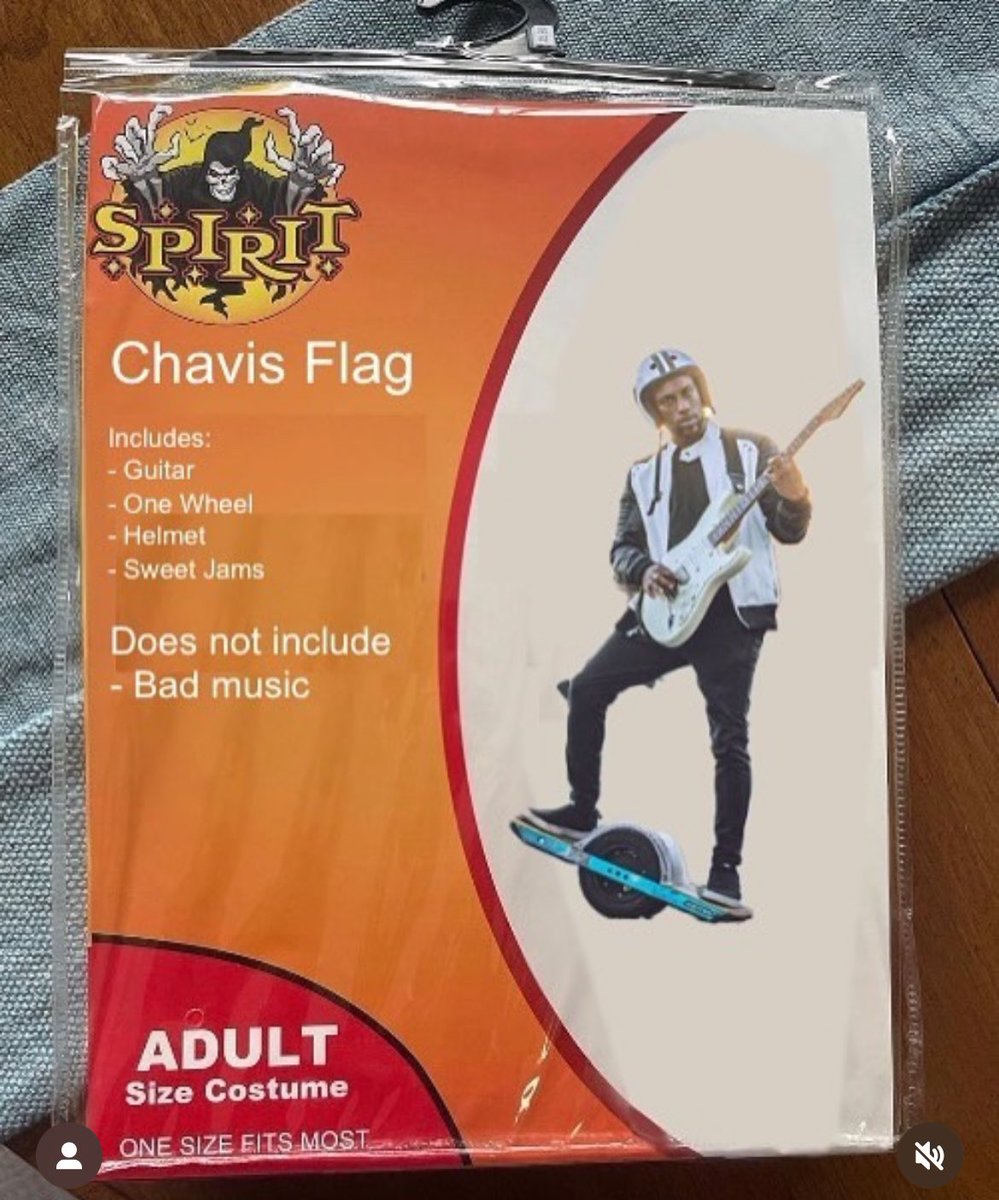 SPIRIT
Chavis Flag
Includes:
- Guitar
- One Wheel
- Helmet
- Sweet Jams
Does not include
- Bad music
ADULT
Size Costume
ONE SIZE FITS MOST